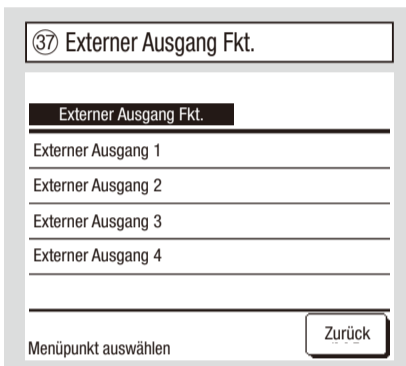 ㊲ Externer Ausgang Fkt.
Externer Ausgang Fkt.
Externer Ausgang 1
Externer Ausgang 2
Externer Ausgang 3
Externer Ausgang 4
Menüpunkt auswählen
Zurück